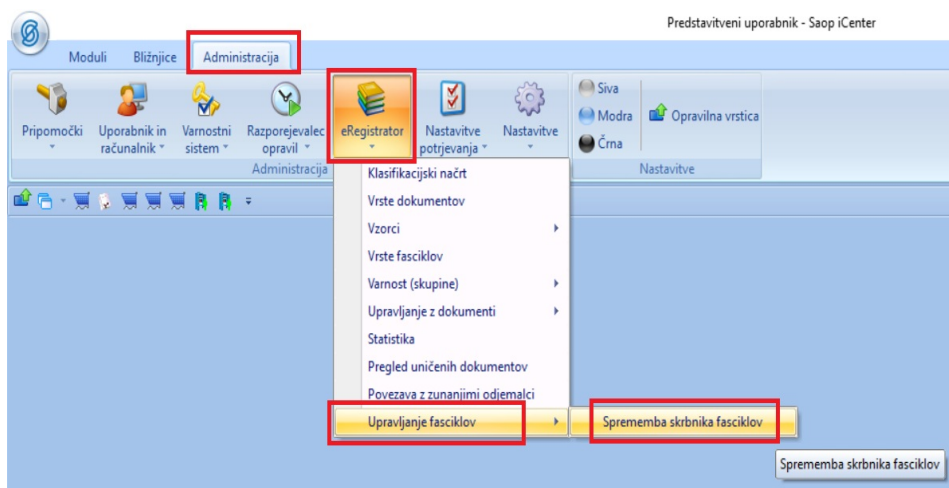 Predstavitveni uporabnik - Saop iCenter
Moduli Bližnjice Administracija
Pripomočki
Uporabnik in računalnik
Varnostni sistem
Razporejevalec opravil
eRegistrator
Nastavitve potrjevanja
Nastavitve
Siva
Modra
Črna
Opravilna vrstica
Administracija
Nastavitve
Klasifikacijski načrt
Vrste dokumentov
Vzorci
Vrste fasciklov
Varnost (skupine)
Upravljanje z dokumenti
Statistika
Pregled uničenih dokumentov
Povezava z zunanjimi odjemalci
Upravljanje fasciklov
Sprememba skrbnika fasciklov
Sprememba skrbnika fasciklov